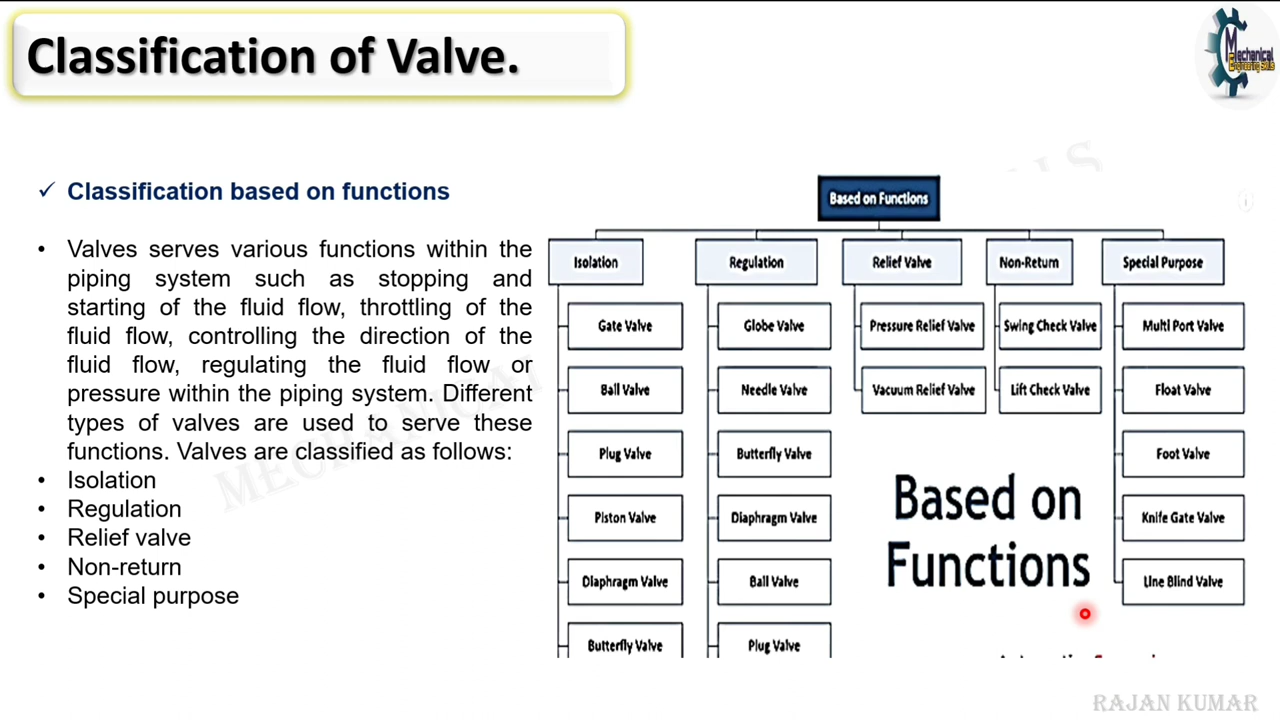 Classification of Valve.
Mechanical
Engineering Skills
✓ Classification based on functions
• Valves serves various functions within the
piping system such as stopping and
starting of the fluid flow, throttling of the
fluid flow, controlling the direction of the
fluid flow, regulating the fluid flow or
pressure within the piping system. Different
types of valves are used to serve these
functions. Valves are classified as follows:
• Isolation
• Regulation
• Relief valve
• Non-return
• Special purpose
Based on Functions
Isolation
Gate Valve
Ball Valve
Plug Valve
Piston Valve
Diaphragm Valve
Butterfly Valve
Regulation
Globe Valve
Needle Valve
Butterfly Valve
Diaphragm Valve
Ball Valve
Plug Valve
Relief Valve
Pressure Relief Valve
Vacuum Relief Valve
Non-Return
Swing Check Valve
Lift Check Valve
Special Purpose
Multi Port Valve
Float Valve
Foot Valve
Knife Gate Valve
Line Blind Valve
Based on
Functions
MECHANICAL
RAJAN KUMAR